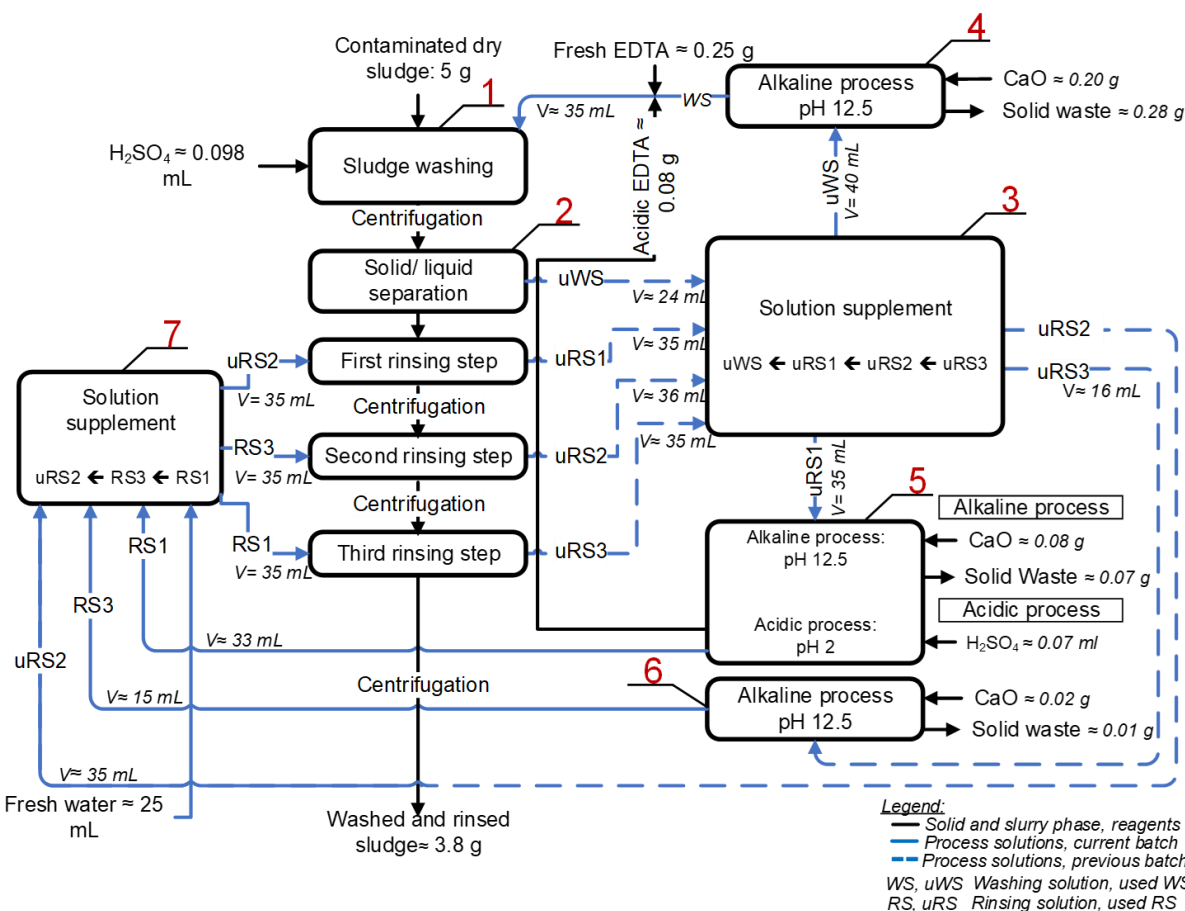 Contaminated dry
sludge: 5 g
Fresh EDTA ≈ 0.25 g
4
1
WS
V≈ 35 mL
Alkaline process
pH 12.5
CaO ≈ 0.20 g
Solid waste ≈ 0.28 g
H₂SO₄ ≈ 0.098
mL
Sludge washing
Acidic EDTA ≈
0.08 g
uWS
V= 40 mL
Centrifugation
2
3
Solid/ liquid
separation
uWS
V≈ 24 mL
Solution supplement
uWS ← uRS1 ← uRS2 ← uRS3
uRS2
uRS3
V≈ 16 mL
7
uRS2
V= 35 mL
First rinsing step
uRS1
V≈ 35 mL
Solution
supplement
uRS2 ← RS3 ← RS1
Centrifugation
V≈ 36 mL
RS3
V= 35 mL
Second rinsing step
uRS2
V≈ 35 mL
uRS1
V= 35 mL
5
Centrifugation
Alkaline process
RS1
RS1
V= 35 mL
Third rinsing step
uRS3
Alkaline process:
pH 12.5
CaO ≈ 0.08 g
Solid Waste ≈ 0.07 g
RS3
Acidic process
Acidic process:
pH 2
H₂SO₄ ≈ 0.07 ml
V≈ 33 mL
uRS2
Centrifugation
6
V≈ 15 mL
Alkaline process
pH 12.5
CaO ≈ 0.02 g
Solid waste ≈ 0.01 g
V≈ 35 mL
Fresh water ≈ 25
mL
Washed and rinsed
sludge≈ 3.8 g
Legend:
Solid and slurry phase, reagents
Process solutions, current batch
Process solutions, previous batch
WS, uWS Washing solution, used WS
RS, uRS Rinsing solution, used RS